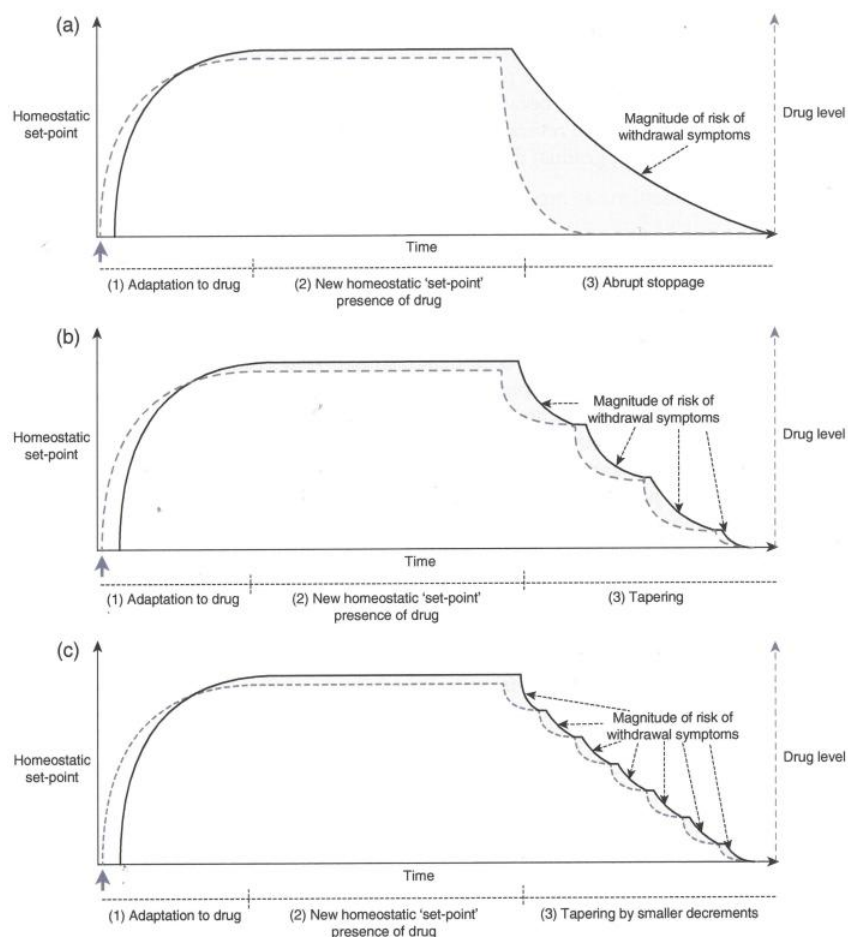 (a)
Homeostatic
set-point
Magnitude of risk of
withdrawal symptoms
Drug level
Time
(1) Adaptation to drug
(2) New homeostatic ‘set-point’
presence of drug
(3) Abrupt stoppage
(b)
Homeostatic
set-point
Magnitude of risk of
withdrawal symptoms
Drug level
Time
(1) Adaptation to drug
(2) New homeostatic ‘set-point’
presence of drug
(3) Tapering
(c)
Homeostatic
set-point
Magnitude of risk of
withdrawal symptoms
Drug level
Time
(1) Adaptation to drug
(2) New homeostatic ‘set-point’
presence of drug
(3) Tapering by smaller decrements